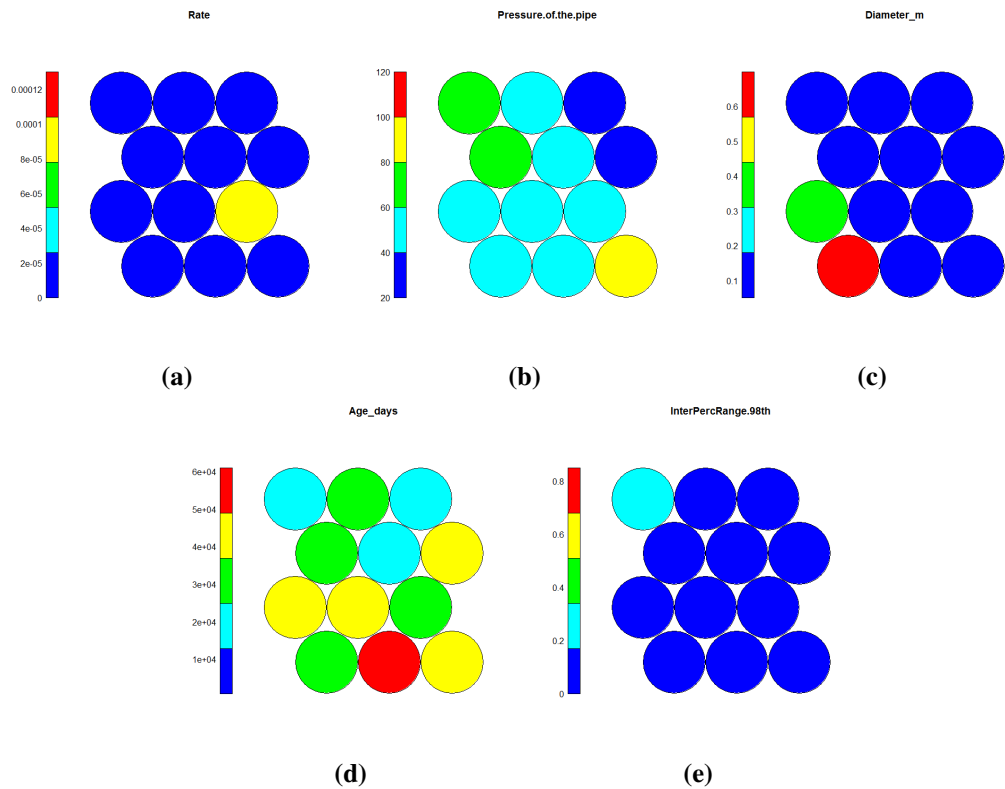 Rate
0.00012
0.0001
8e-05
6e-05
4e-05
2e-05
0
(a)
Pressure.of.the.pipe
120
100
80
60
40
20
(b)
Diameter_m
0.6
0.5
0.4
0.3
0.2
0.1
(c)
Age_days
6e+04
5e+04
4e+04
3e+04
2e+04
1e+04
(d)
InterPercRange.98th
0.8
0.6
0.4
0.2
0
(e)